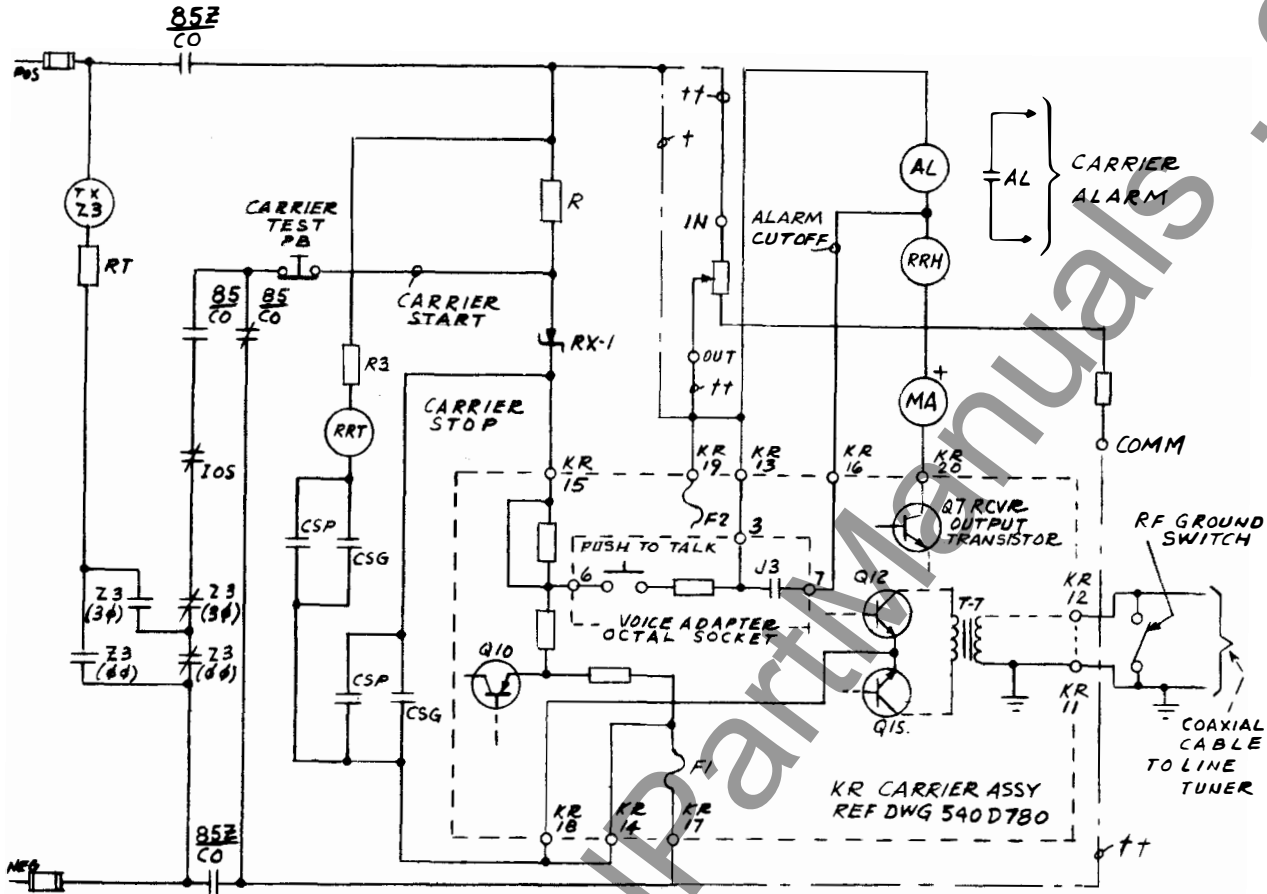 85Z
CO
POS
††
†
TX
Z3
RT
CARRIER
TEST
PB
R
IN
ALARM
CUTOFF
AL
AL
CARRIER
ALARM
RRH
85
CO
85
CO
CARRIER
START
RX-1
OUT
††
R3
CARRIER
STOP
RRT
+
MA
COMM
KR
15
KR
19
KR
13
KR
16
KR
20
IOS
CSP
CSG
F2
3
Q7 RCVR
OUTPUT
TRANSISTOR
RF GROUND
SWITCH
PUSH TO TALK
6
J3
7
VOICE ADAPTER
OCTAL SOCKET
Q12
T-7
KR
12
Z3
(3ϕ)
Z3
(3ϕ)
Z3
(ϕϕ)
Z3
(ϕϕ)
Q10
CSP
CSG
Q15.
KR
11
F1
KR CARRIER ASSY
REF DWG 540D780
COAXIAL
CABLE
TO LINE
TUNER
KR
18
KR
14
KR
17
NEG
85Z
CO
††
PartManuals